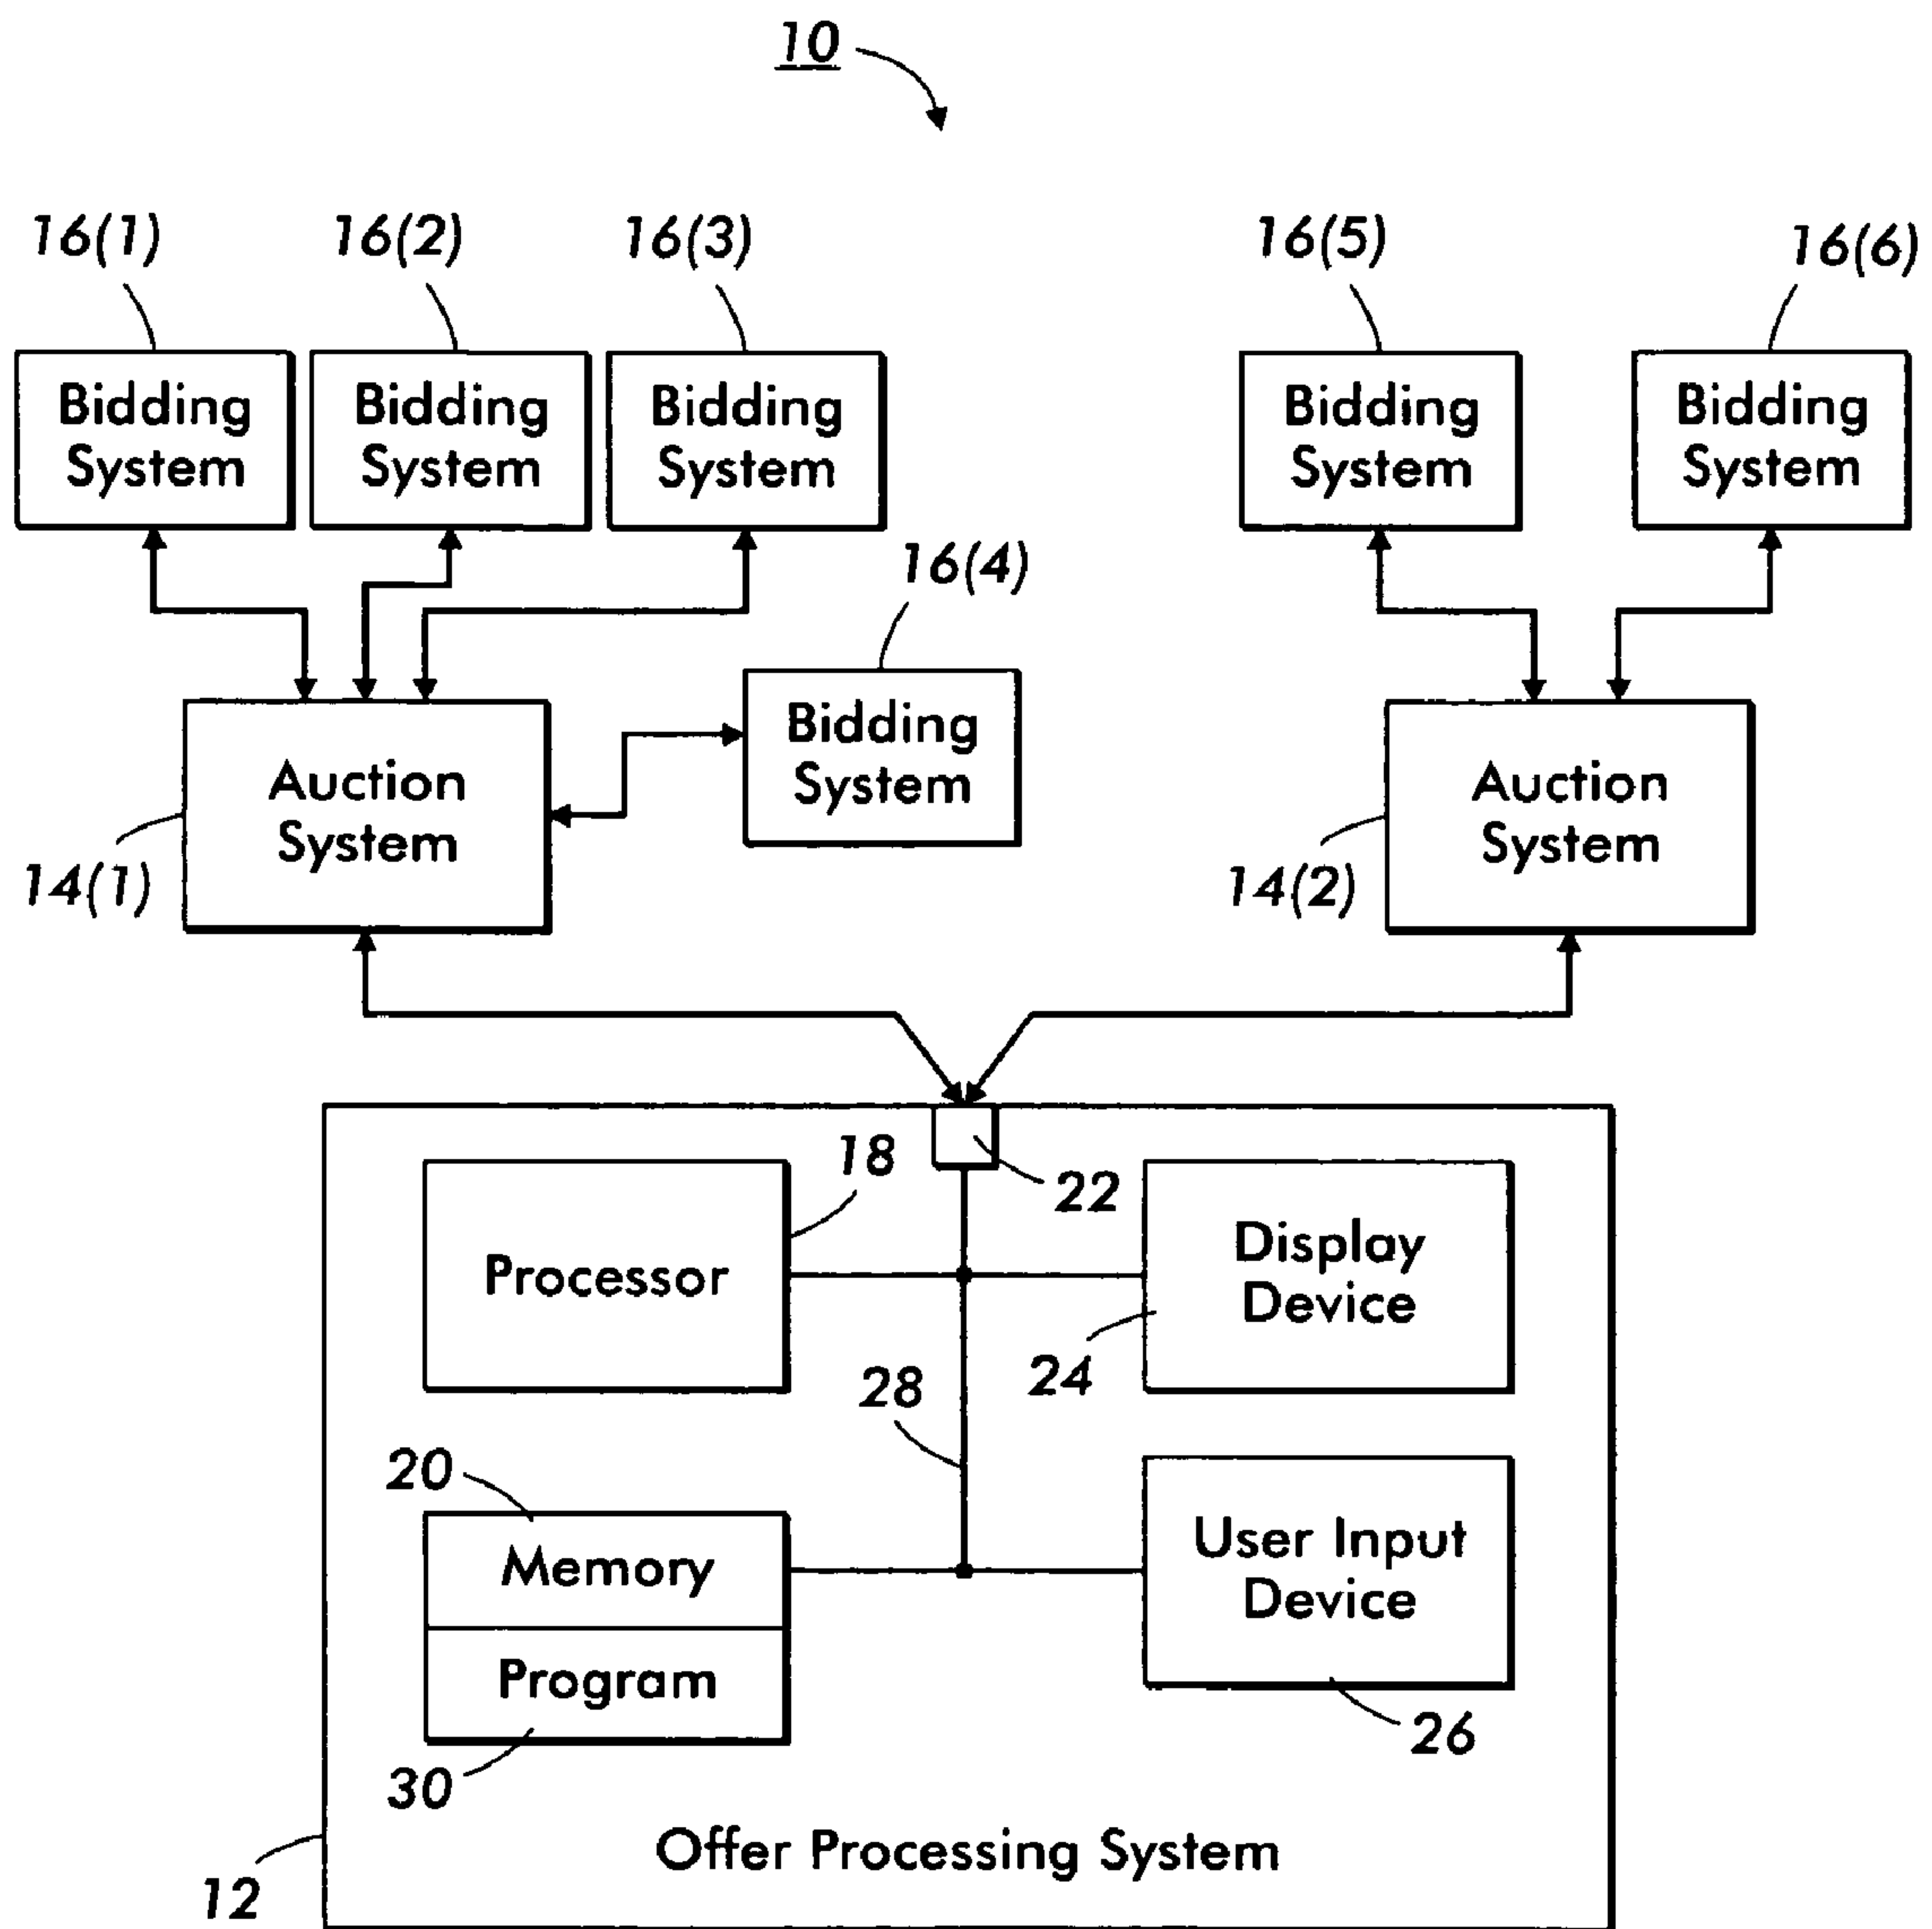 10
16(1)
16(2)
16(3)
16(5)
16(6)
Bidding
System
Bidding
System
Bidding
System
Bidding
System
Bidding
System
16(4)
Bidding
System
Auction
System
14(1)
Auction
System
14(2)
18
22
Processor
Display
Device
24
28
20
Memory
Program
30
User Input
Device
26
Offer Processing System
12